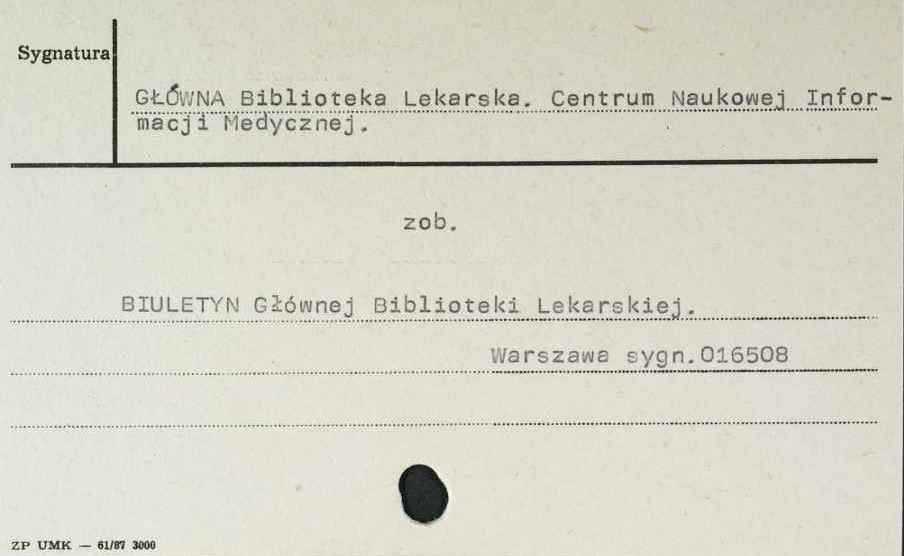 Sygnatura
GŁÓWNA Biblioteka Lekarska. Centrum Naukowej Infor-
macji Medycznej.
zob.
BIULETYN Głównej Biblioteki Lekarskiej.
Warszawa sygn.016508
ZP UMK — 61/87 3000